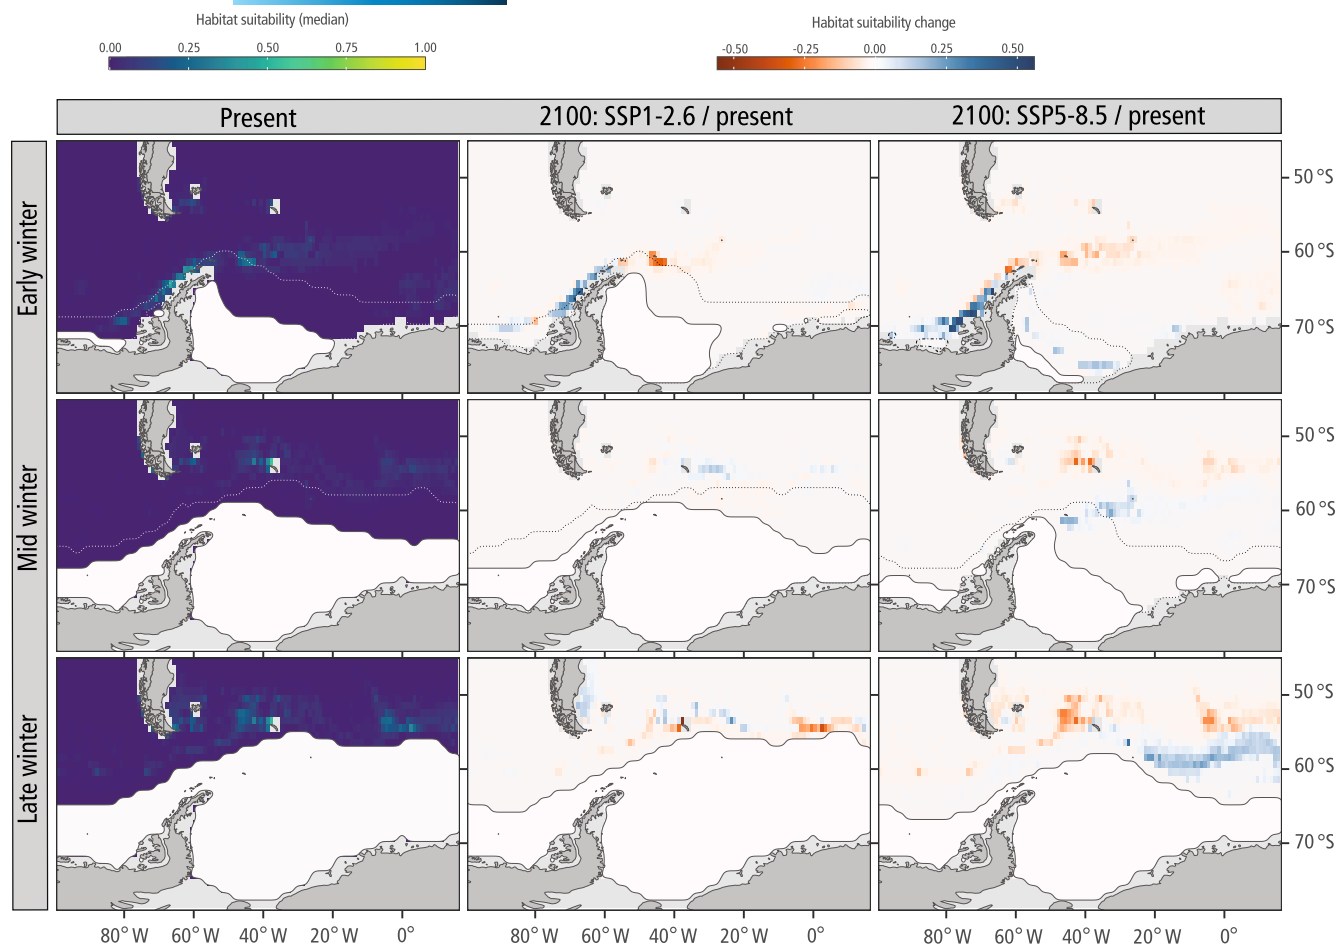 Habitat suitability (median)
0.00 0.25 0.50 0.75 1.00
Habitat suitability change
-0.50 -0.25 0.00 0.25 0.50
Present 2100: SSP1-2.6 / present 2100: SSP5-8.5 / present
Early winter
50°S
60°S
70°S
Mid winter
50°S
60°S
70°S
Late winter
50°S
60°S
70°S
80°W 60°W 40°W 20°W 0° 80°W 60°W 40°W 20°W 0° 80°W 60°W 40°W 20°W 0°